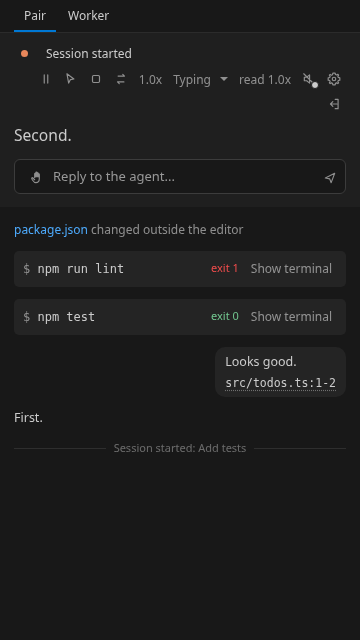 Pair Worker
Session started
1.0x Typing read 1.0x
Second.
Reply to the agent...
package.json changed outside the editor
$ npm run lint exit 1 Show terminal
$ npm test exit 0 Show terminal
Looks good.
src/todos.ts:1-2
First.
Session started: Add tests